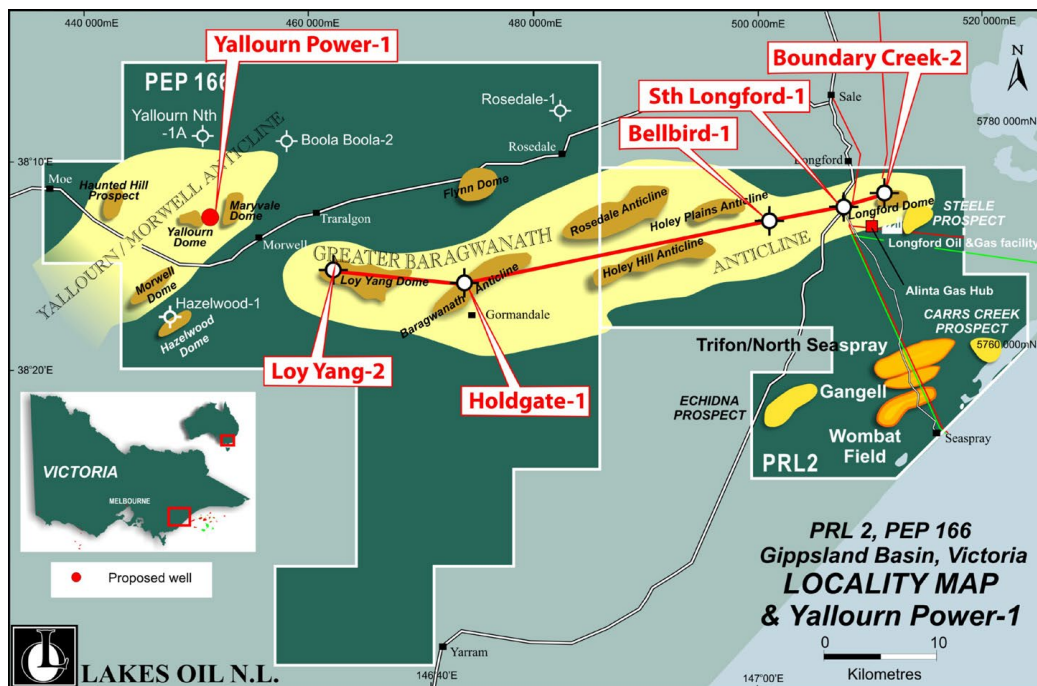 440 000mE
460 000mE
480 000mE
500 000mE
520 000mE
Yallourn Power-1
Boundary Creek-2
N
PEP 166
Rosedale-1
Sth Longford-1
Sale
Yallourn Nth
-1A
Boola Boola-2
Bellbird-1
5780 000mN
38°10'
Rosedale
Longford
Moe
Haunted Hill
Prospect
YALLOURN / MORWELL ANTICLINE
Maryvale
Dome
Yallourn
Dome
Flynn Dome
Traralgon
Morwell
Rosedale Anticline
Holey Plains Anticline
Longford Dome
STEELE
PROSPECT
GREATER BARAGWANATH
ANTICLINE
Longford Oil &Gas facility
Holey Hill Anticline
Loy Yang Dome
Baragwanath Anticline
Morwell
Dome
Alinta Gas Hub
Hazelwood-1
Hazelwood
Dome
Gormandale
CARRS CREEK
PROSPECT
5760 000mN
Trifon/North Seaspray
38°20'
Loy Yang-2
Holdgate-1
ECHIDNA
PROSPECT
Gangell
Wombat
Field
Seaspray
PRL2
VICTORIA
MELBOURNE
Proposed well
PRL 2, PEP 166
Gippsland Basin, Victoria
LOCALITY MAP
& Yallourn Power-1
0
10
Kilometres
Yarram
LAKES OIL N.L.
146°40'E
147°00'E